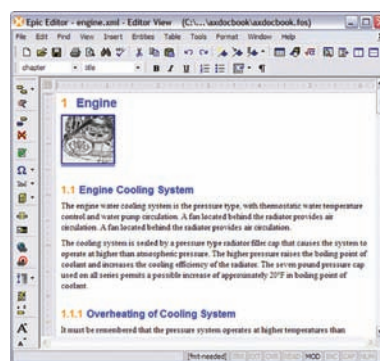 Epic Editor - engine.xml - Editor View (C:\...\axdocbook\axdocbook.fos)
File Edit Find View Insert Entities Table Tools Format Window Help
chapter title B I U
1 Engine
1.1 Engine Cooling System
The engine water cooling system is the pressure type, with thermostatic water temperature
control and water pump circulation. A fan located behind the radiator provides air
circulation. A fan located behind the radiator provides air circulation.
The cooling system is sealed by a pressure type radiator filler cap that causes the system to
operate at higher than atmospheric pressure. The higher pressure raises the boiling point of
coolant and increases the cooling efficiency of the radiator. The seven pound pressure cap
used on all series permits a possible increase of approximately 20°F in boiling point of
coolant.
1.1.1 Overheating of Cooling System
It must be remembered that the pressure system operates at higher temperatures than
[fmt-needed] MOD